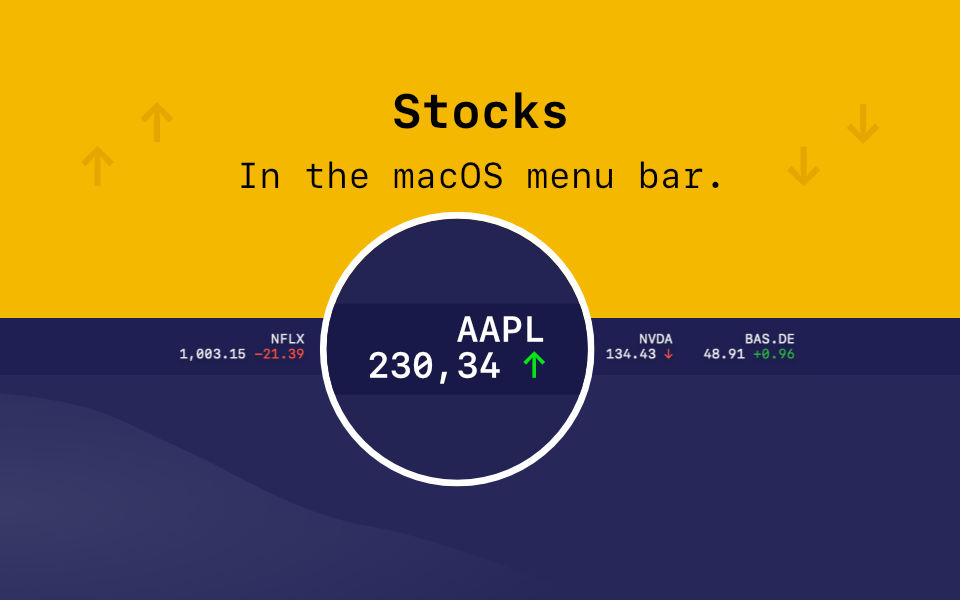 Stocks
In the macOS menu bar.
NFLX
1,003.15 −21.39
AAPL
230,34 ↑
NVDA
134.43 ↓
BAS.DE
48.91 +0.96